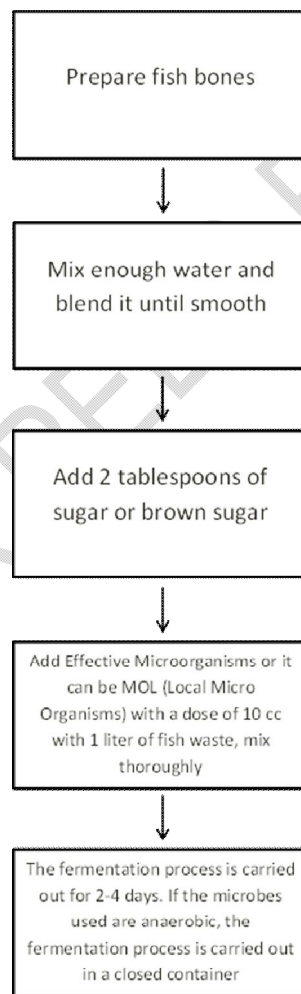 Prepare fish bones
Mix enough water and
blend it until smooth
Add 2 tablespoons of
sugar or brown sugar
Add Effective Microorganisms or it
can be MOL (Local Micro
Organisms) with a dose of 10 cc
with 1 liter of fish waste, mix
thoroughly
The fermentation process is carried
out for 2-4 days. If the microbes
used are anaerobic, the
fermentation process is carried out
in a closed container